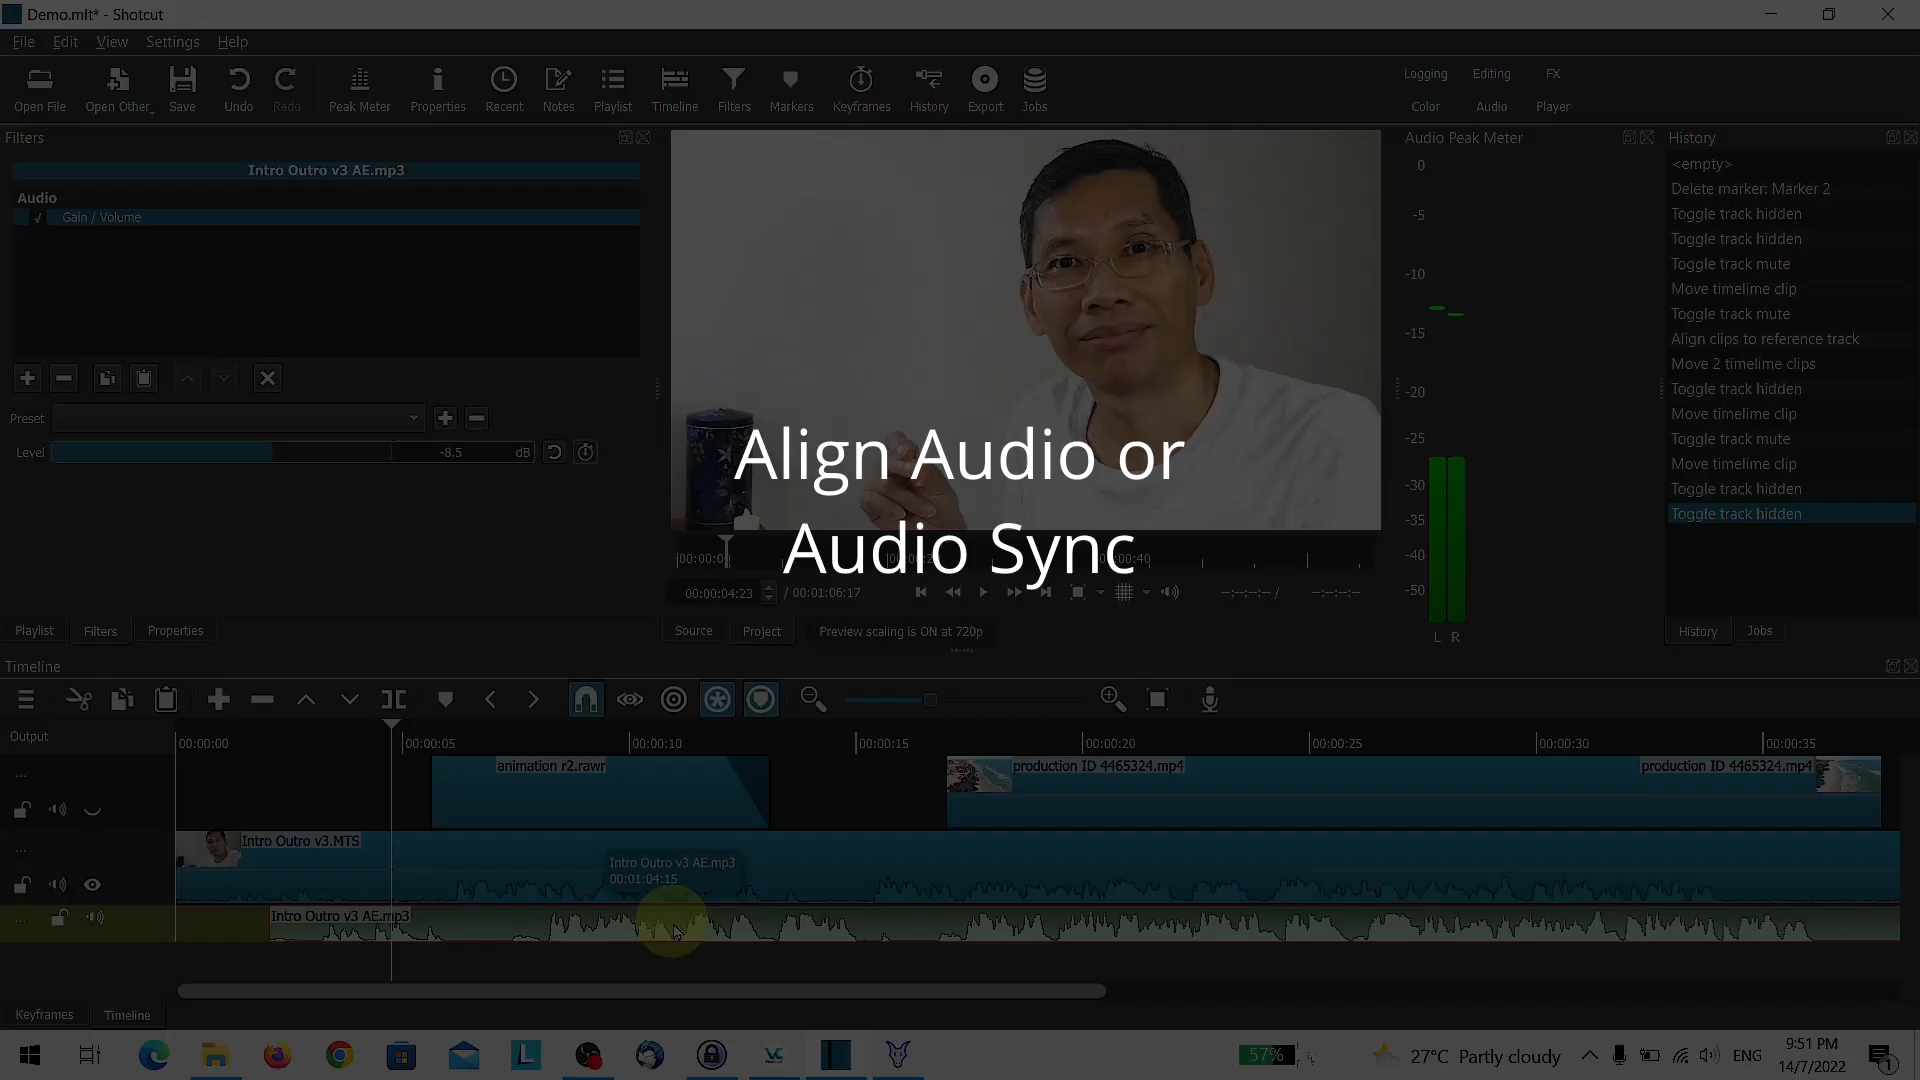 Demo.mlt* - Shotcut
File Edit View Settings Help
Open File Open Other Save Undo Redo Peak Meter Properties Recent Notes Playlist Timeline Filters Markers Keyframes History Export Jobs
Logging Editing FX
Color Audio Player
Filters
Intro Outro v3 AE.mp3
Audio
✓ Gain / Volume
Preset
Level -8.5 dB
Playlist Filters Properties
Align Audio or
Audio Sync
00:00:04:23 / 00:01:06:17 --:--:--:-- / --:--:--:--
Source Project Preview scaling is ON at 720p
Audio Peak Meter
0
-5
-10
-15
-20
-25
-30
-35
-40
-50
L R
History
<empty>
Delete marker: Marker 2
Toggle track hidden
Toggle track hidden
Toggle track mute
Move timelime clip
Toggle track mute
Align clips to reference track
Move 2 timelime clips
Toggle track hidden
Move timelime clip
Toggle track mute
Move timelime clip
Toggle track hidden
Toggle track hidden
History Jobs
Timeline
Output
00:00:00 00:00:05 00:00:10 00:00:15 00:00:20 00:00:25 00:00:30 00:00:35
animation r2.rawr production ID 4465324.mp4 production ID 4465324.mp4
Intro Outro v3.MTS
Intro Outro v3 AE.mp3
00:01:04:15
Intro Outro v3 AE.mp3
Keyframes Timeline
57% 27°C Partly cloudy ENG 9:51 PM
14/7/2022 1